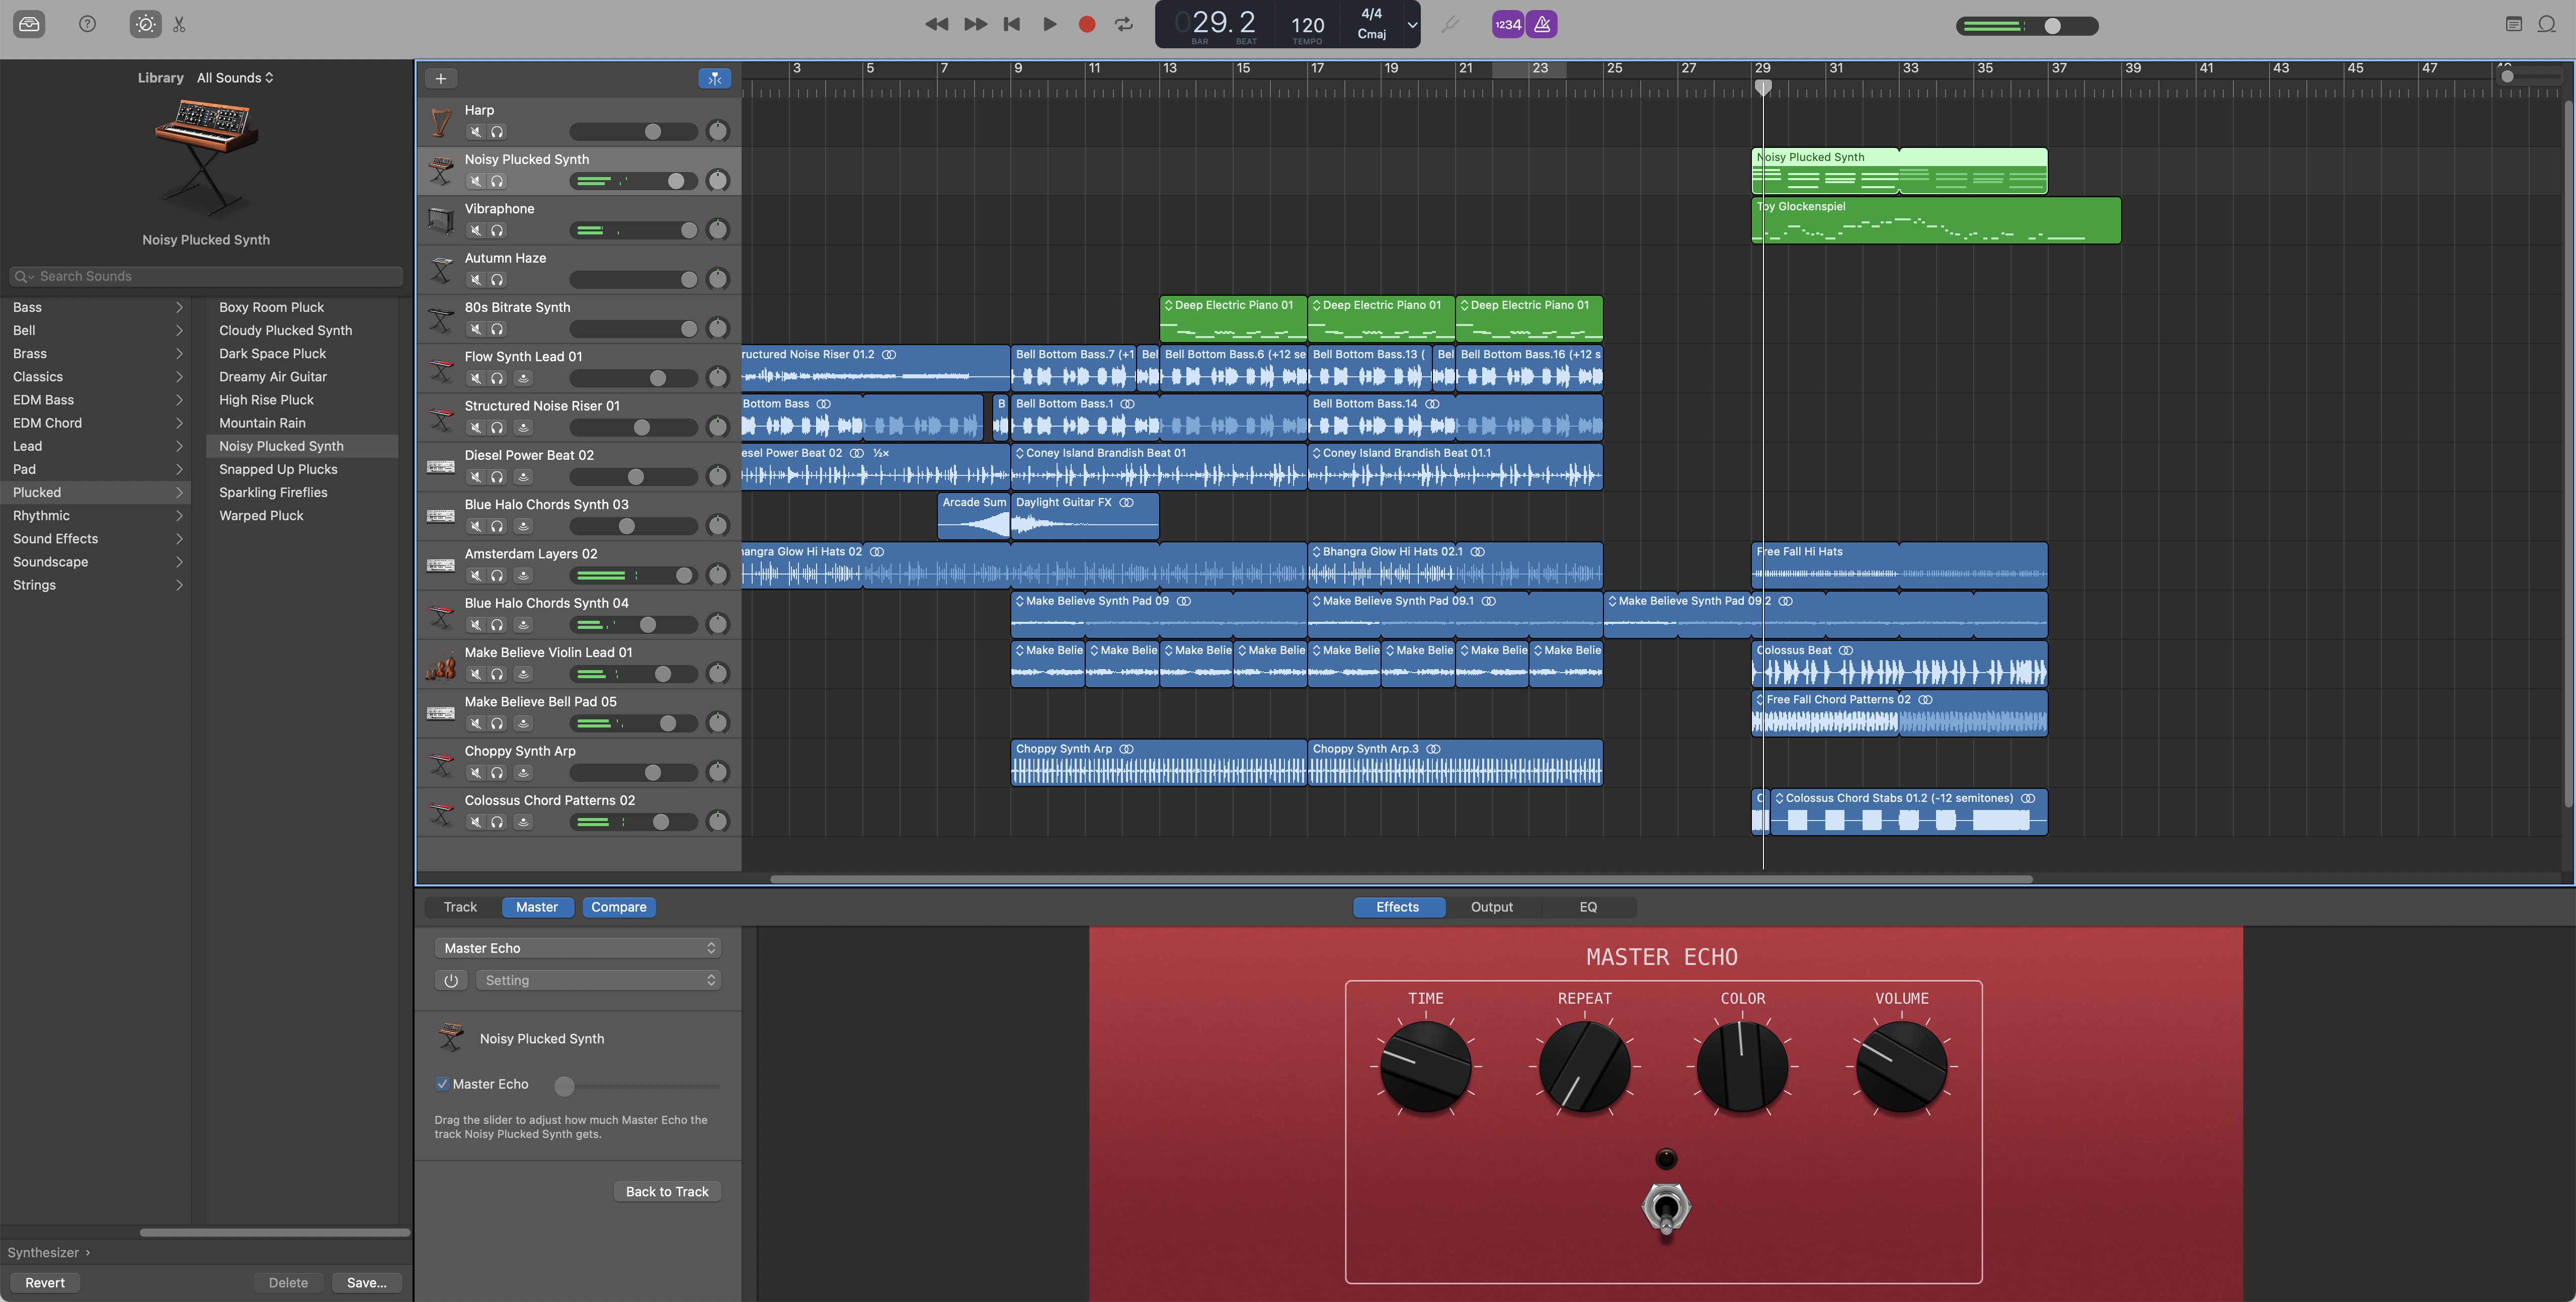 029. 2
BAR
BEAT
120
TEMPO
4/4
Cmaj
1234
Library
All Sounds
Noisy Plucked Synth
Search Sounds
Bass
Bell
Brass
Classics
EDM Bass
EDM Chord
Lead
Pad
Plucked
Rhythmic
Sound Effects
Soundscape
Strings
Boxy Room Pluck
Cloudy Plucked Synth
Dark Space Pluck
Dreamy Air Guitar
High Rise Pluck
Mountain Rain
Noisy Plucked Synth
Snapped Up Plucks
Sparkling Fireflies
Warped Pluck
Synthesizer
Revert
Delete
Save...
3 5 7 9 11 13 15 17 19 21 23 25 27 29 31 33 35 37 39 41 43 45 47
Harp
Noisy Plucked Synth
Noisy Plucked Synth
Vibraphone
Toy Glockenspiel
Autumn Haze
80s Bitrate Synth
Deep Electric Piano 01
Deep Electric Piano 01
Deep Electric Piano 01
Flow Synth Lead 01
ructured Noise Riser 01.2
Bell Bottom Bass.7 (+1
Bel
Bell Bottom Bass.6 (+12 se
Bell Bottom Bass.13 (
Bel
Bell Bottom Bass.16 (+12 s
Structured Noise Riser 01
Bottom Bass
B
Bell Bottom Bass.1
Bell Bottom Bass.14
Diesel Power Beat 02
esel Power Beat 02 ½×
Coney Island Brandish Beat 01
Coney Island Brandish Beat 01.1
Blue Halo Chords Synth 03
Arcade Sum
Daylight Guitar FX
Amsterdam Layers 02
hangra Glow Hi Hats 02
Bhangra Glow Hi Hats 02.1
Free Fall Hi Hats
Blue Halo Chords Synth 04
Make Believe Synth Pad 09
Make Believe Synth Pad 09.1
Make Believe Synth Pad 09.2
Make Believe Violin Lead 01
Make Belie
Make Belie
Make Belie
Make Belie
Make Belie
Make Belie
Make Belie
Make Belie
Colossus Beat
Make Believe Bell Pad 05
Free Fall Chord Patterns 02
Choppy Synth Arp
Choppy Synth Arp
Choppy Synth Arp.3
Colossus Chord Patterns 02
C
Colossus Chord Stabs 01.2 (-12 semitones)
Track
Master
Compare
Effects
Output
EQ
Master Echo
Setting
Noisy Plucked Synth
Master Echo
Drag the slider to adjust how much Master Echo the
track Noisy Plucked Synth gets.
Back to Track
MASTER ECHO
TIME
REPEAT
COLOR
VOLUME